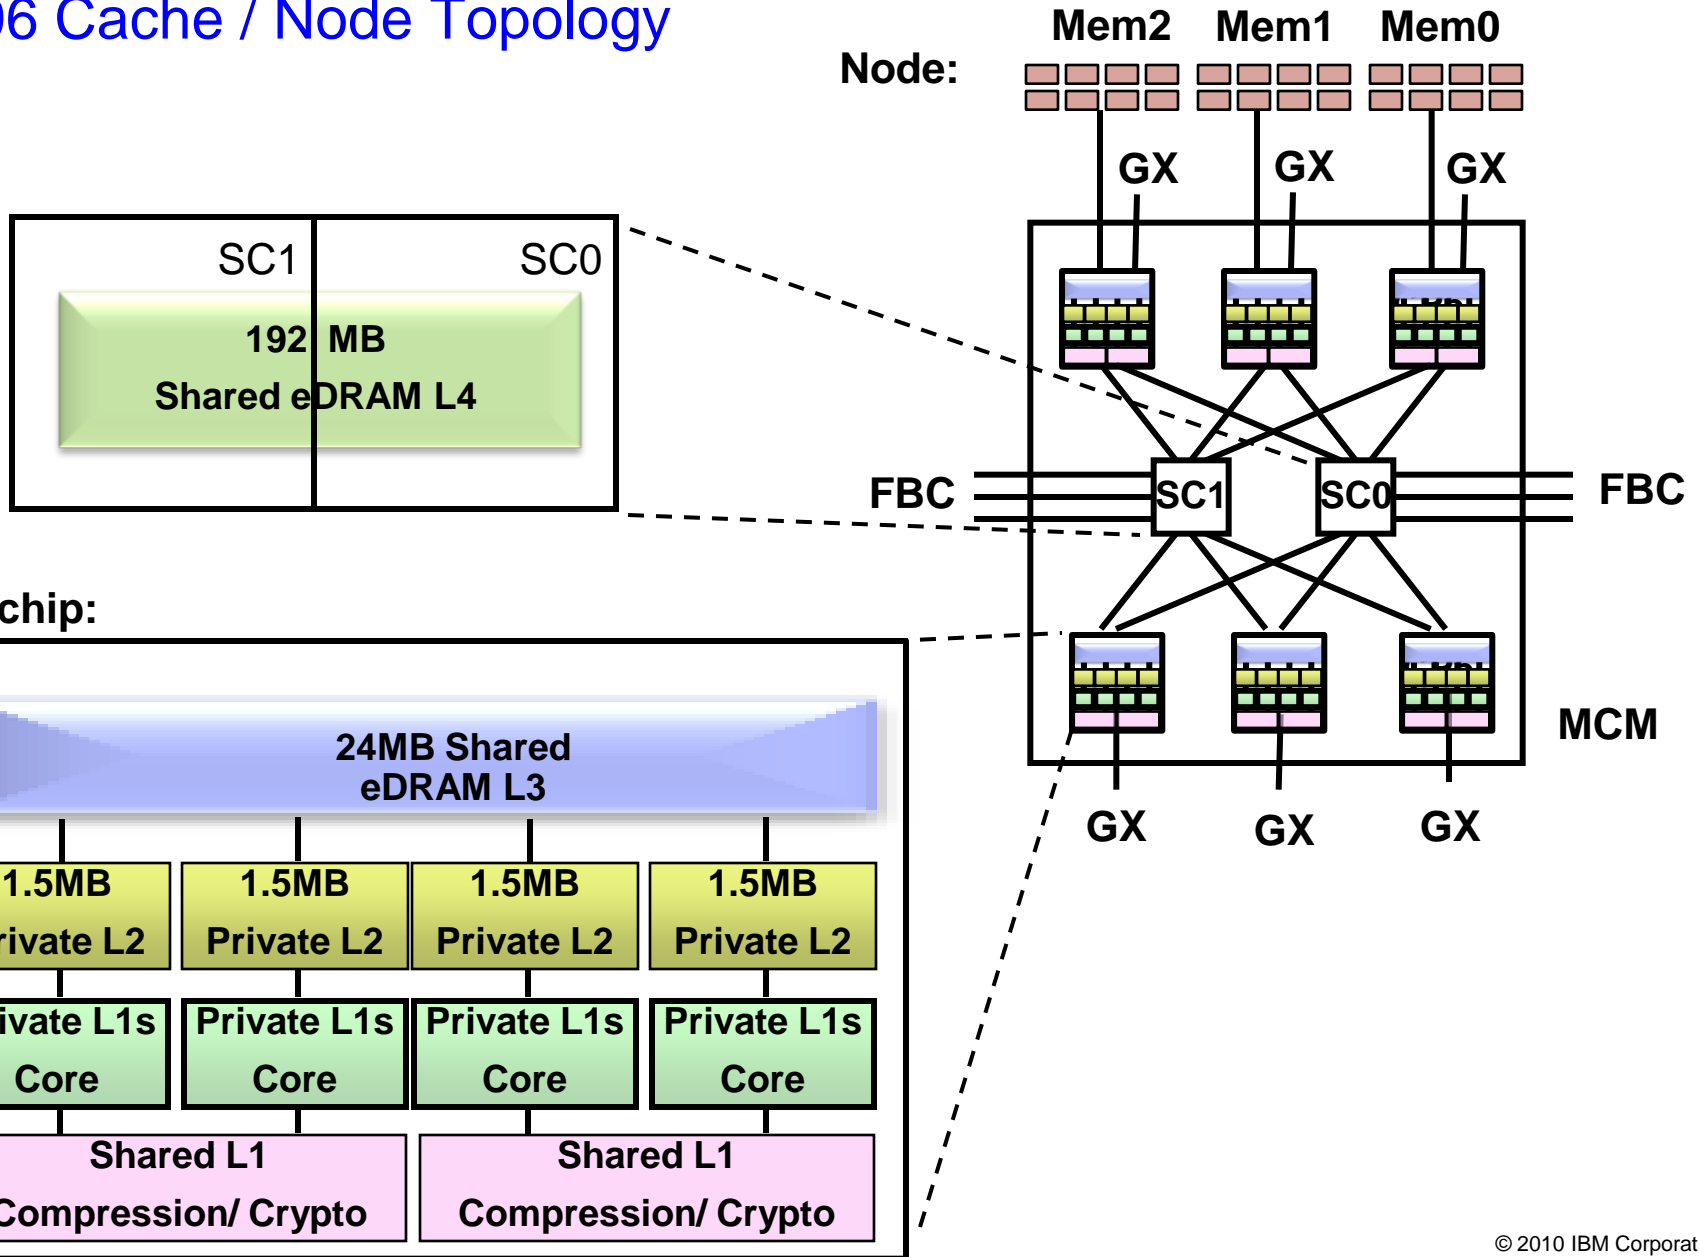 96 Cache / Node Topology
Node:
Mem2 Mem1 Mem0
GX GX GX
SC1 SC0
192 MB
Shared eDRAM L4
FBC SC1 SC0 FBC
MCM
GX GX GX
chip:
24MB Shared
eDRAM L3
1.5MB 1.5MB 1.5MB 1.5MB
rivate L2 Private L2 Private L2 Private L2
ivate L1s Private L1s Private L1s Private L1s
Core Core Core Core
Shared L1 Shared L1
Compression/ Crypto Compression/ Crypto
© 2010 IBM Corporat